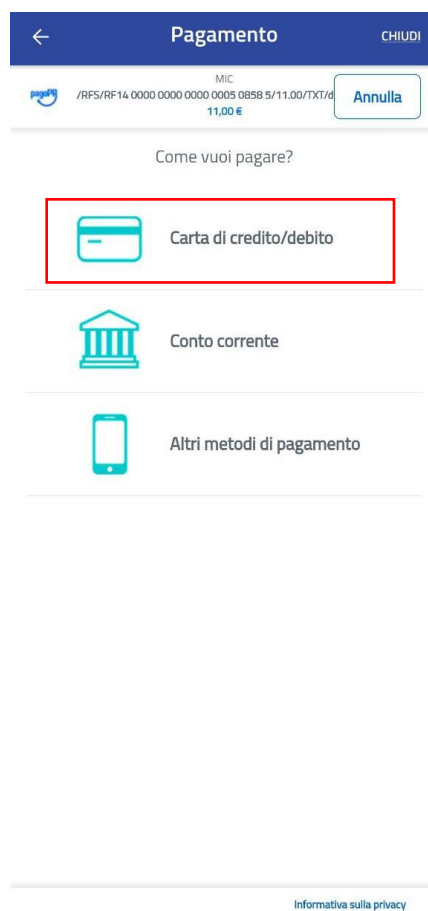 Pagamento
CHIUDI
pagoPA
MIC
/RFS/RF14 0000 0000 0000 0005 0858 5/11.00/TXT/d
11,00 €
Annulla
Come vuoi pagare?
Carta di credito/debito
Conto corrente
Altri metodi di pagamento
Informativa sulla privacy